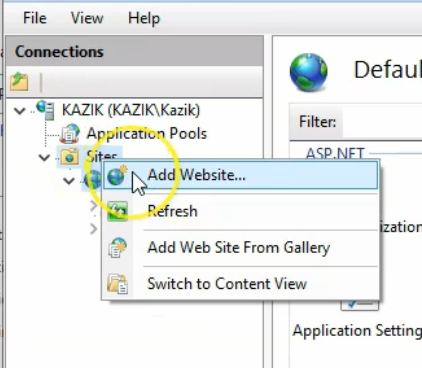 File View Help
Connections
KAZIK (KAZIK\Kazik)
Application Pools
Sites
Add Website...
Refresh
Add Web Site From Gallery
Switch to Content View
Defaul
Filter:
ASP.NET
ization
Application Setting